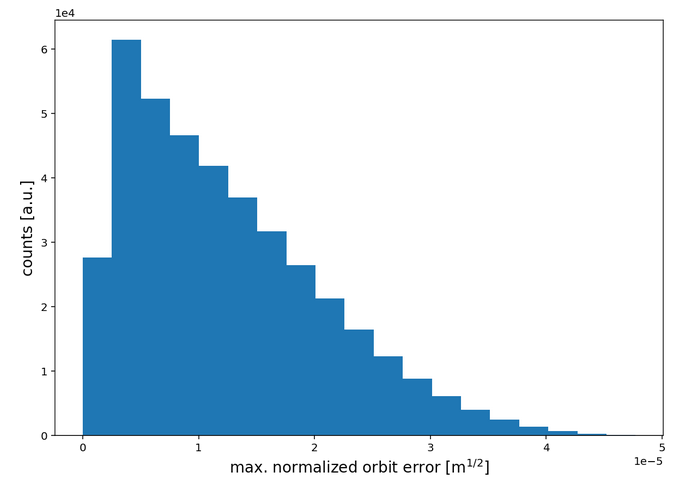 1e4
6
5
4
3
2
1
0
counts [a.u.]
0 1 2 3 4 5
1e−5
max. normalized orbit error [m^{1/2}]